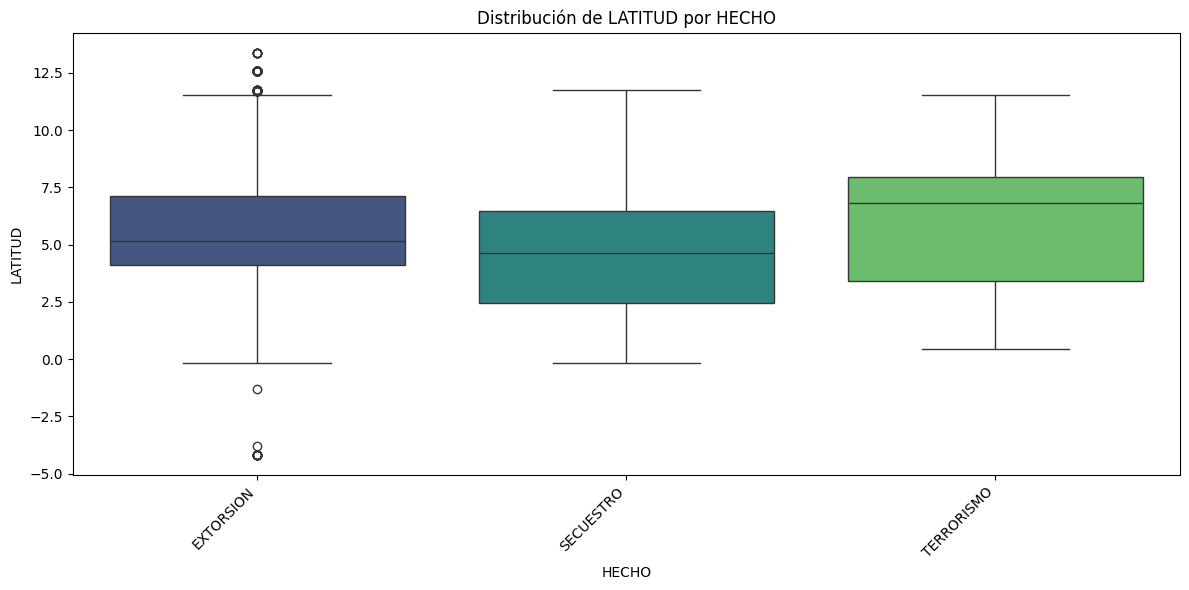 Distribución de LATITUD por HECHO
LATITUD
12.5
10.0
7.5
5.0
2.5
0.0
−2.5
−5.0
EXTORSION
SECUESTRO
TERRORISMO
HECHO